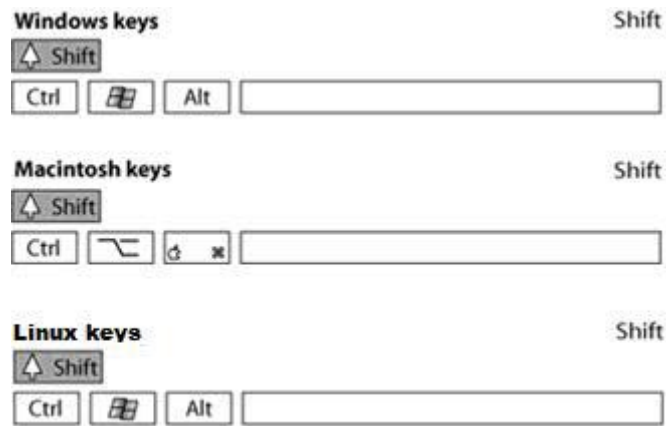 Windows keys Shift
Shift
Ctrl Alt
Macintosh keys Shift
Shift
Ctrl ⌥ ⌘
Linux keys Shift
Shift
Ctrl Alt